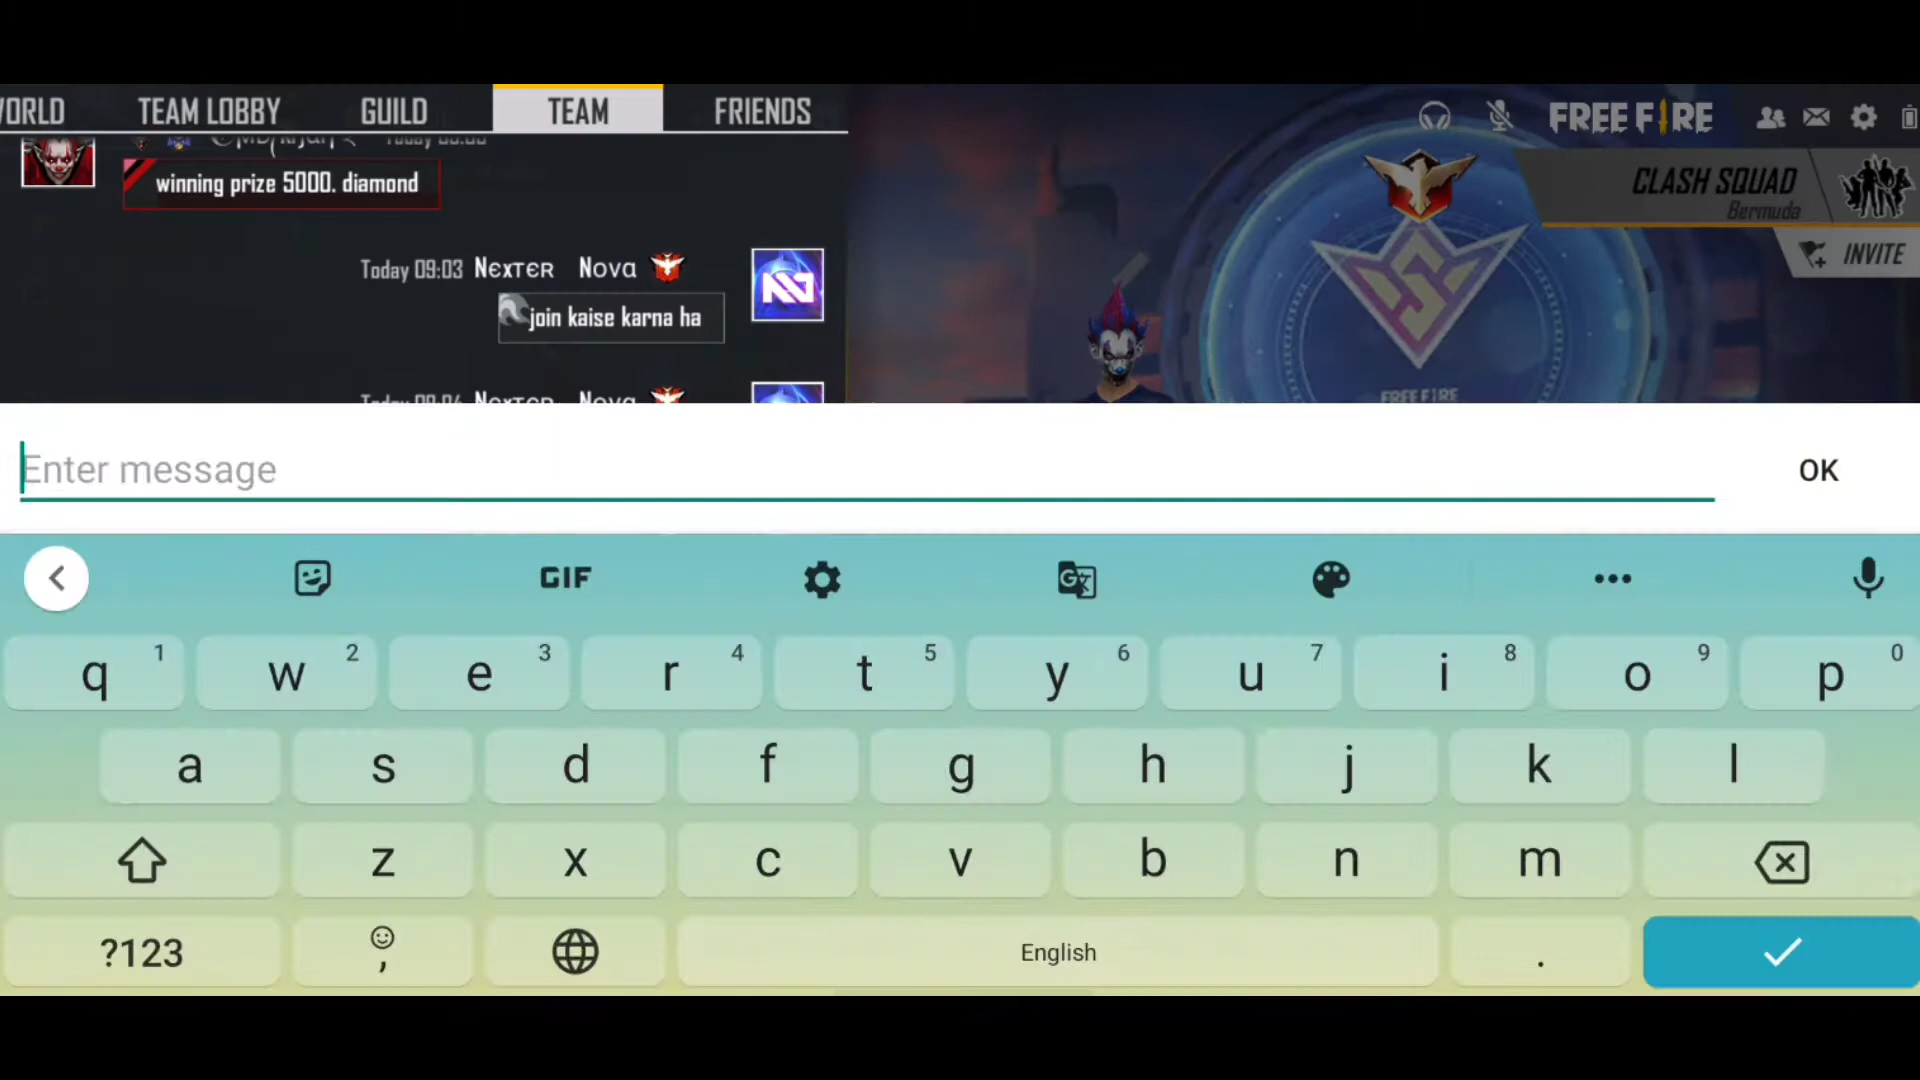 TEAM LOBBY GUILD TEAM FRIENDS
FREE FIRE
winning prize 5000. diamond
CLASH SQUAD
Bermuda
INVITE
Today 09:03 Nexter Nova
join kaise karna ha
FREE FIRE
Enter message
OK
GIF
q 1 w 2 e 3 r 4 t 5 y 6 u 7 i 8 o 9 p 0
a s d f g h j k l
z x c v b n m
?123 , English .